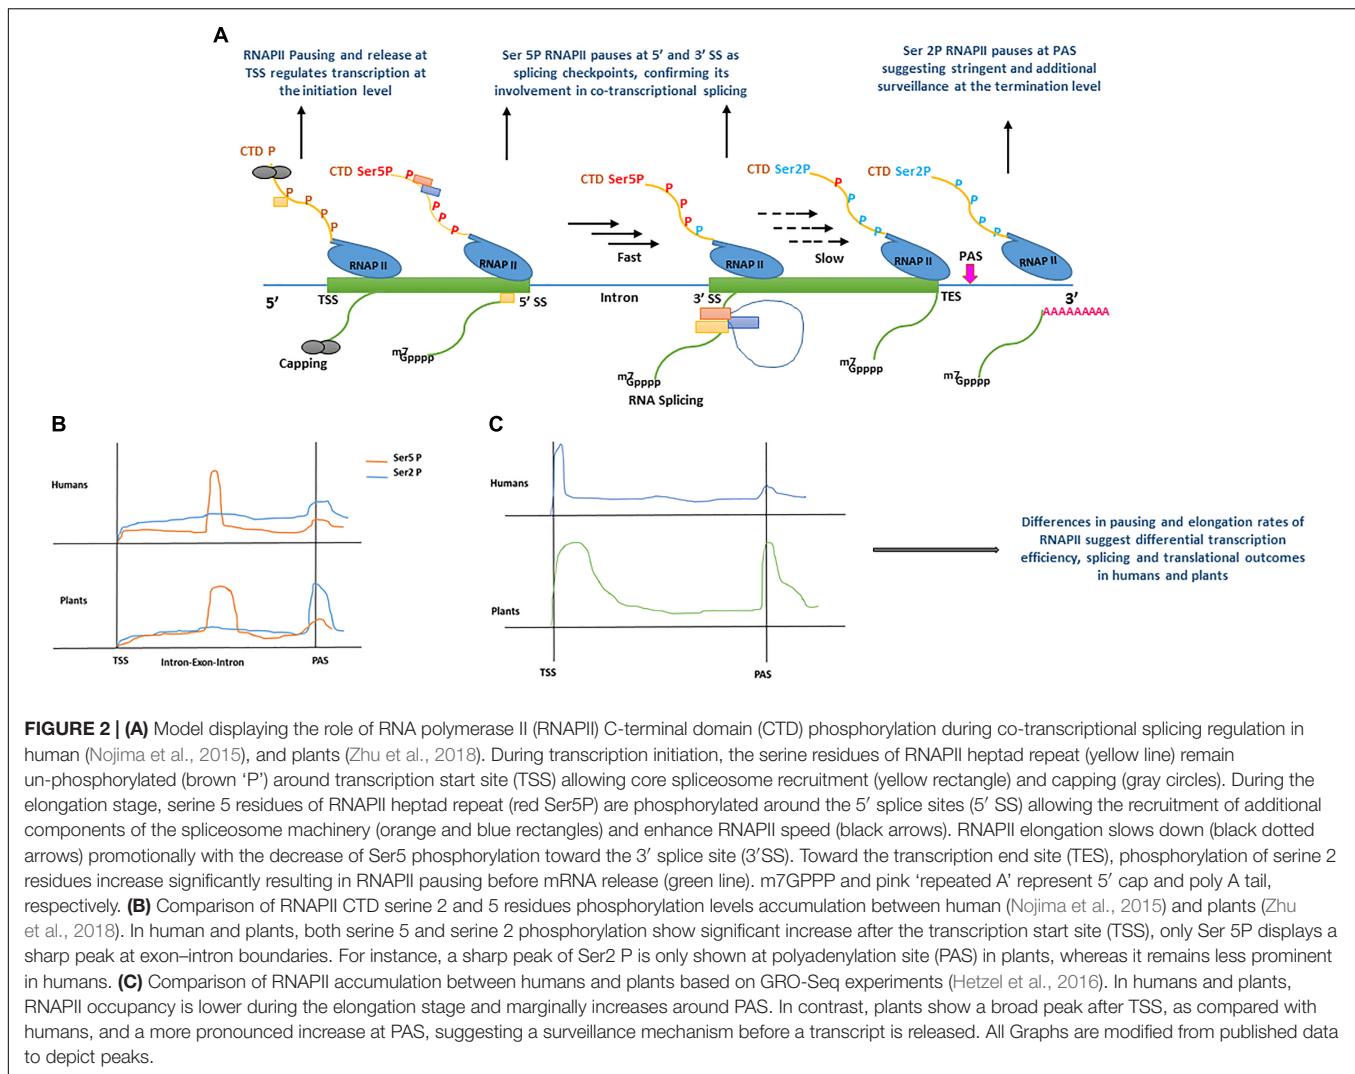 A
RNAPII Pausing and release at
TSS regulates transcription at
the initiation level
Ser 5P RNAPII pauses at 5' and 3' SS as
splicing checkpoints, confirming its
involvement in co-transcriptional splicing
Ser 2P RNAPII pauses at PAS
suggesting stringent and additional
surveillance at the termination level
CTD P
P
P
P
P
CTD Ser5P
P
P
P
P
CTD Ser5P
P
P
P
P
CTD Ser2P
P
P
P
P
CTD Ser2P
P
P
P
P
RNAP II
RNAP II
Fast
RNAP II
Slow
RNAP II
PAS
RNAP II
5'
TSS
5' SS
Intron
3' SS
TES
3'
AAAAAAAAA
Capping
m7Gpppp
m7Gpppp
RNA Splicing
m7Gpppp
m7Gpppp
B
Ser5 P
Ser2 P
Humans
Plants
TSS
Intron-Exon-Intron
PAS
C
Humans
Plants
TSS
PAS
Differences in pausing and elongation rates of
RNAPII suggest differential transcription
efficiency, splicing and translational outcomes
in humans and plants
FIGURE 2 | (A) Model displaying the role of RNA polymerase II (RNAPII) C-terminal domain (CTD) phosphorylation during co-transcriptional splicing regulation in
human (Nojima et al., 2015), and plants (Zhu et al., 2018). During transcription initiation, the serine residues of RNAPII heptad repeat (yellow line) remain
un-phosphorylated (brown 'P') around transcription start site (TSS) allowing core spliceosome recruitment (yellow rectangle) and capping (gray circles). During the
elongation stage, serine 5 residues of RNAPII heptad repeat (red Ser5P) are phosphorylated around the 5′ splice sites (5′ SS) allowing the recruitment of additional
components of the spliceosome machinery (orange and blue rectangles) and enhance RNAPII speed (black arrows). RNAPII elongation slows down (black dotted
arrows) promotionally with the decrease of Ser5 phosphorylation toward the 3′ splice site (3′SS). Toward the transcription end site (TES), phosphorylation of serine 2
residues increase significantly resulting in RNAPII pausing before mRNA release (green line). m7GPPP and pink 'repeated A' represent 5′ cap and poly A tail,
respectively. (B) Comparison of RNAPII CTD serine 2 and 5 residues phosphorylation levels accumulation between human (Nojima et al., 2015) and plants (Zhu
et al., 2018). In human and plants, both serine 5 and serine 2 phosphorylation show significant increase after the transcription start site (TSS), only Ser 5P displays a
sharp peak at exon–intron boundaries. For instance, a sharp peak of Ser2 P is only shown at polyadenylation site (PAS) in plants, whereas it remains less prominent
in humans. (C) Comparison of RNAPII accumulation between humans and plants based on GRO-Seq experiments (Hetzel et al., 2016). In humans and plants,
RNAPII occupancy is lower during the elongation stage and marginally increases around PAS. In contrast, plants show a broad peak after TSS, as compared with
humans, and a more pronounced increase at PAS, suggesting a surveillance mechanism before a transcript is released. All Graphs are modified from published data
to depict peaks.